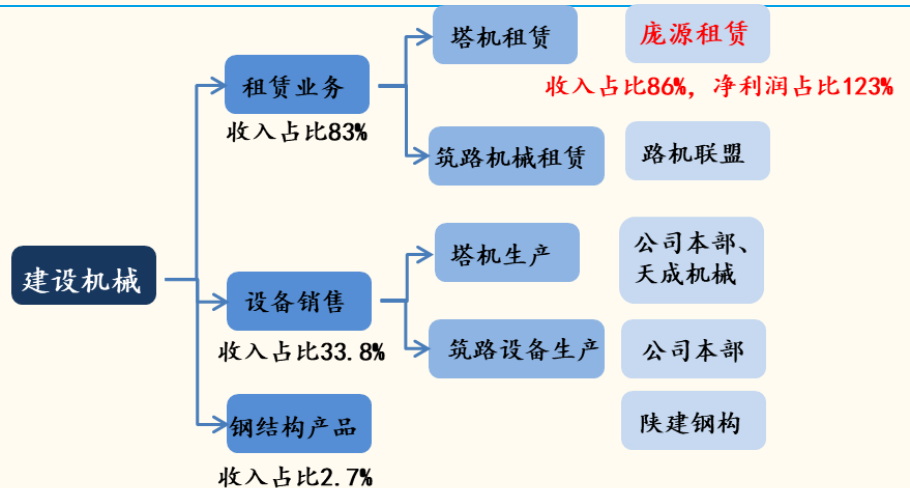 塔机租赁
庞源租赁
租赁业务
收入占比86%，净利润占比123%
收入占比83%
筑路机械租赁
路机联盟
塔机生产
公司本部、
天成机械
建设机械
设备销售
收入占比33.8%
筑路设备生产
公司本部
钢结构产品
陕建钢构
收入占比2.7%